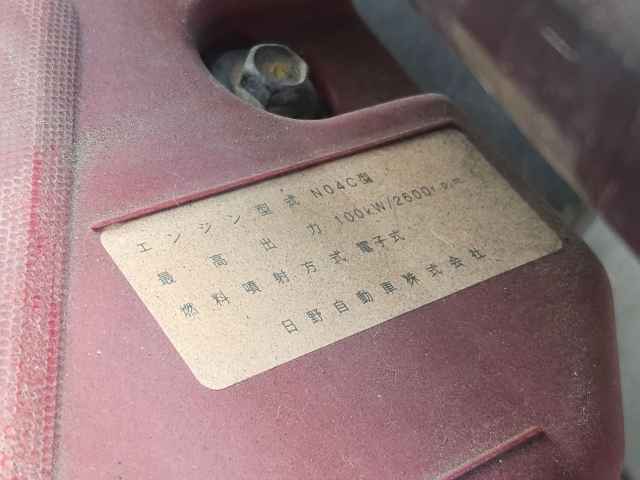 エンジン型式 N04C型
最高出力 100kW/2500r.p.m
燃料噴射方式 電子式
日野自動車株式会社